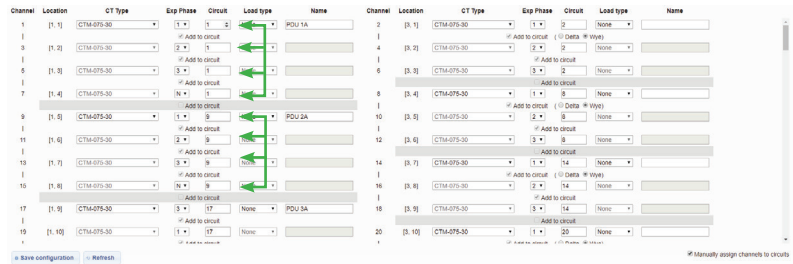 Channel Location CT Type Exp Phase Circuit Load type Name Channel Location CT Type Exp Phase Circuit Load type Name
1 [1, 1] CTM-075-30 1 1 None PDU 1A 2 [3, 1] CTM-075-30 1 2 None
| Add to circuit | Add to circuit ( Delta Wye)
3 [1, 2] CTM-075-30 2 1 None 4 [3, 2] CTM-075-30 2 2 None
| Add to circuit | Add to circuit
5 [1, 3] CTM-075-30 3 1 None 6 [3, 3] CTM-075-30 3 2 None
| Add to circuit Add to circuit
7 [1, 4] CTM-075-30 N 1 None 8 [3, 4] CTM-075-30 1 8 None
Add to circuit | Add to circuit ( Delta Wye)
9 [1, 5] CTM-075-30 1 9 None PDU 2A 10 [3, 5] CTM-075-30 2 8 None
| Add to circuit | Add to circuit
11 [1, 6] CTM-075-30 2 9 None 12 [3, 6] CTM-075-30 3 8 None
| Add to circuit Add to circuit
13 [1, 7] CTM-075-30 3 9 None 14 [3, 7] CTM-075-30 1 14 None
| Add to circuit | Add to circuit ( Delta Wye)
15 [1, 8] CTM-075-30 N 9 None 16 [3, 8] CTM-075-30 2 14 None
Add to circuit | Add to circuit
17 [1, 9] CTM-075-30 3 17 None PDU 3A 18 [3, 9] CTM-075-30 3 14 None
| Add to circuit Add to circuit
19 [1, 10] CTM-075-30 1 17 None 20 [3, 10] CTM-075-30 1 20 None
| Add to circuit | Add to circuit ( Delta Wye)
Save configuration Refresh Manually assign channels to circuits